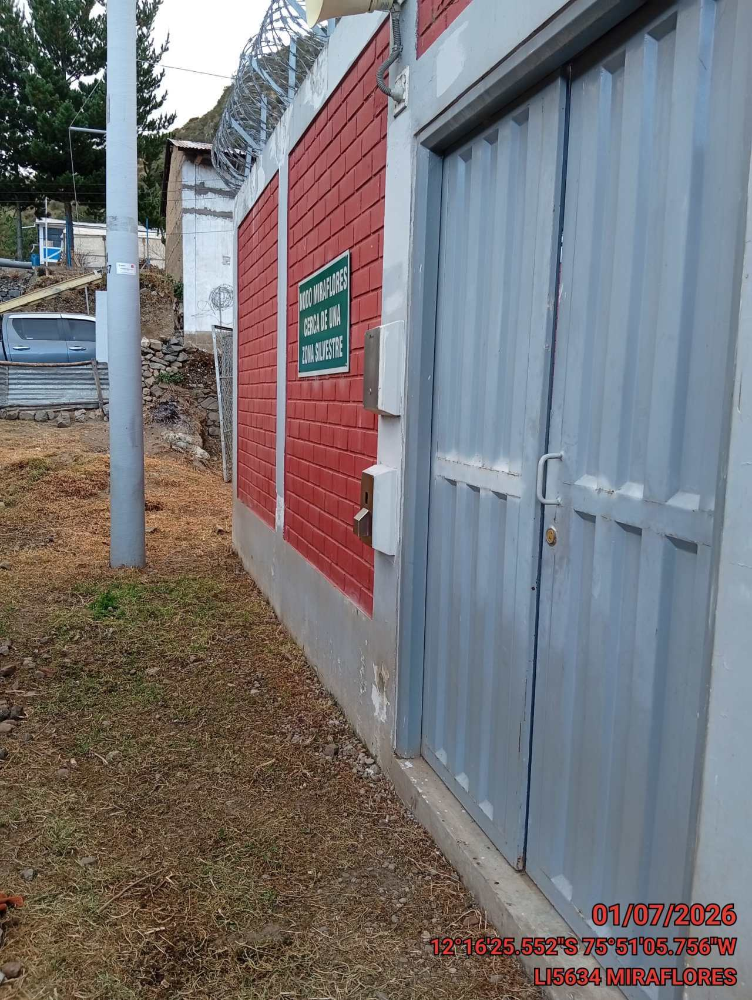 NODO MIRAFLORES
CERCA DE UNA
ZONA SILVESTRE
01/07/2026
12°16'25.552"S 75°51'05.756"W
LI5634 MIRAFLORES